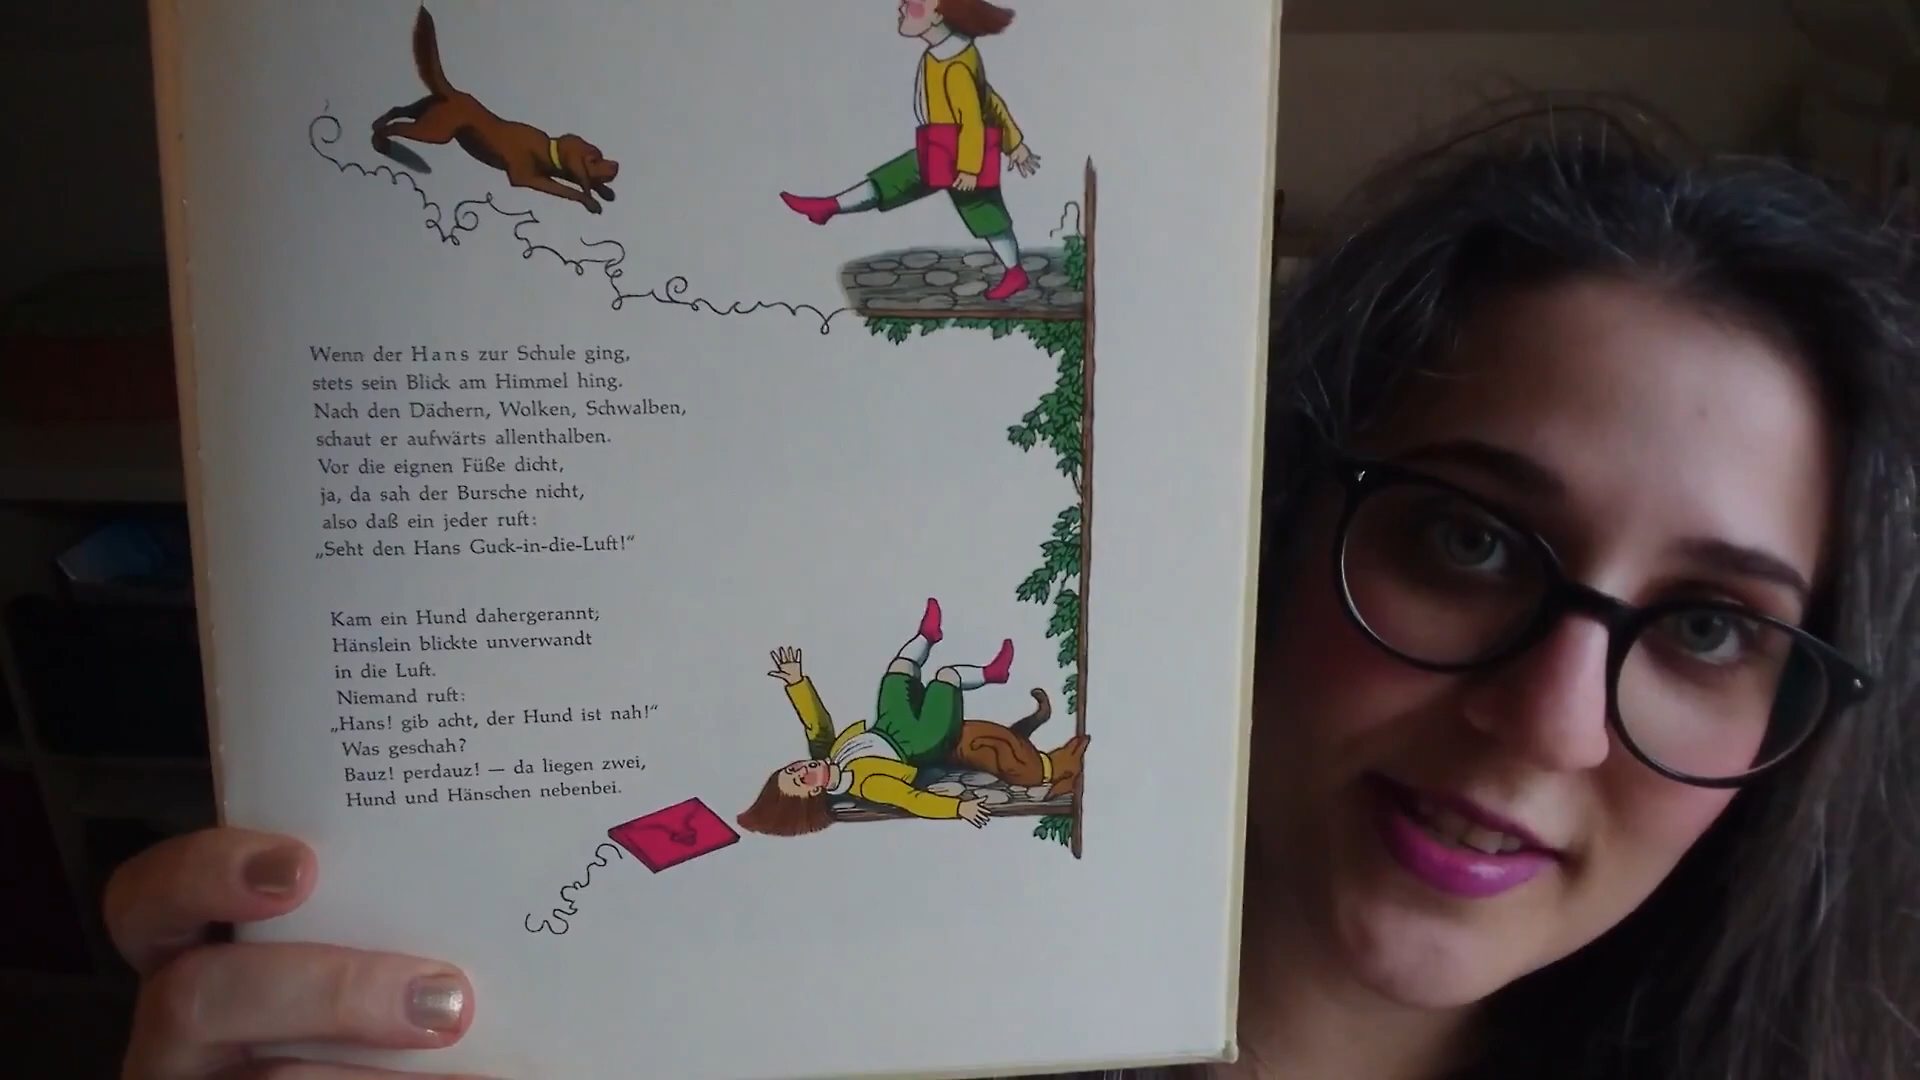 Wenn der Hans zur Schule ging,
stets sein Blick am Himmel hing.
Nach den Dächern, Wolken, Schwalben,
schaut er aufwärts allenthalben.
Vor die eignen Füße dicht,
ja, da sah der Bursche nicht,
also daß ein jeder ruft:
„Seht den Hans Guck-in-die-Luft!“
Kam ein Hund dahergerannt;
Hänslein blickte unverwandt
in die Luft.
Niemand ruft:
„Hans! gib acht, der Hund ist nah!“
Was geschah?
Bauz! perdauz! — da liegen zwei,
Hund und Hänschen nebenbei.